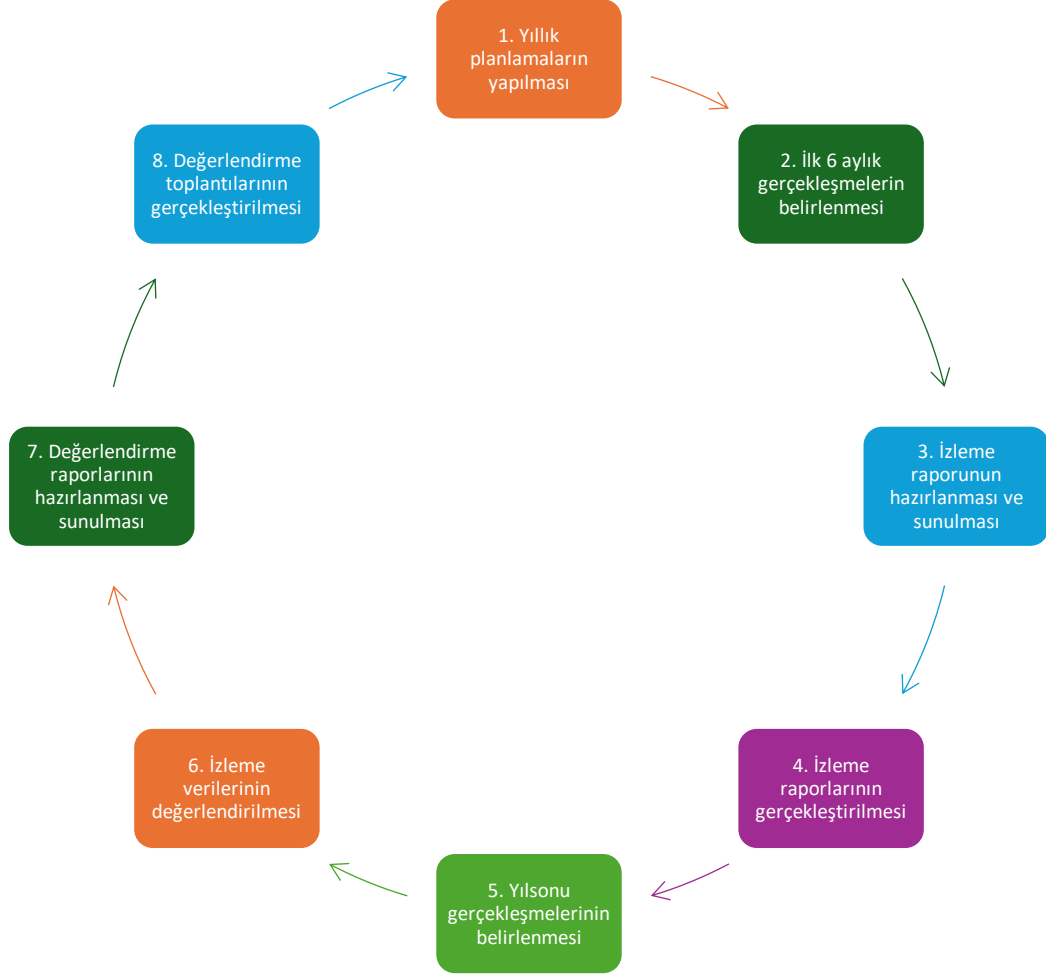 1. Yıllık
planlamaların
yapılması
2. İlk 6 aylık
gerçekleşmelerin
belirlenmesi
3. İzleme
raporunun
hazırlanması ve
sunulması
4. İzleme
raporlarının
gerçekleştirilmesi
5. Yılsonu
gerçekleşmelerinin
belirlenmesi
6. İzleme
verilerinin
değerlendirilmesi
7. Değerlendirme
raporlarının
hazırlanması ve
sunulması
8. Değerlendirme
toplantılarının
gerçekleştirilmesi